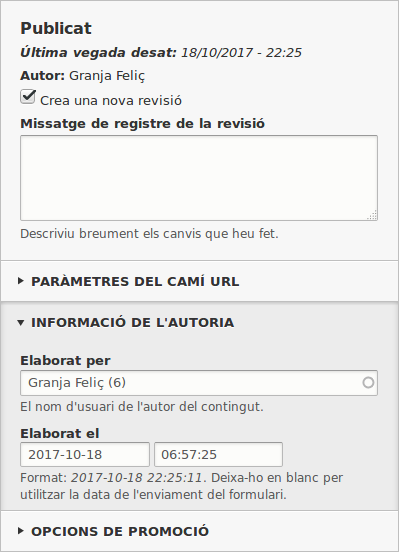 Publicat
Última vegada desat: 18/10/2017 - 22:25
Autor: Granja Feliç
Crea una nova revisió
Missatge de registre de la revisió
Descriviu breument els canvis que heu fet.
PARÀMETRES DEL CAMÍ URL
INFORMACIÓ DE L'AUTORIA
Elaborat per
Granja Feliç (6)
El nom d'usuari de l'autor del contingut.
Elaborat el
2017-10-18 06:57:25
Format: 2017-10-18 22:25:11. Deixa-ho en blanc per
utilitzar la data de l'enviament del formulari.
OPCIONS DE PROMOCIÓ